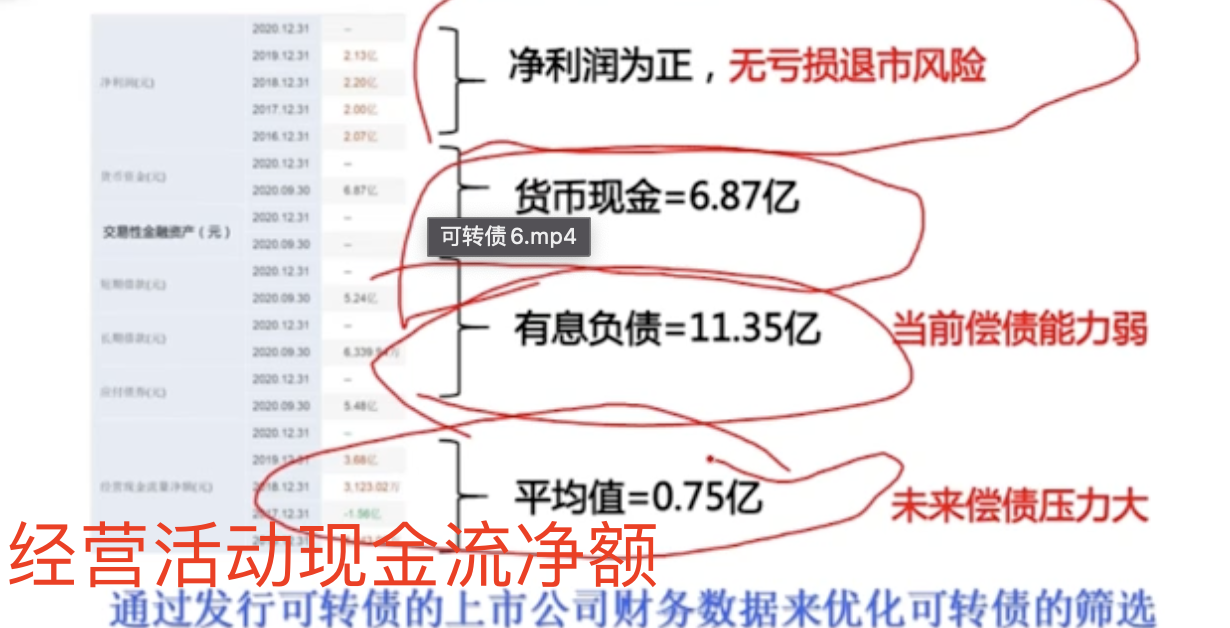 2020.12.31 --
2019.12.31 2.13亿
净利润(元) 2018.12.31 2.20亿
2017.12.31 2.00亿
2016.12.31 2.07亿
净利润为正，无亏损退市风险
2020.12.31 --
货币资金(元) 2020.09.30 6.87亿
货币现金=6.87亿
2020.12.31 --
交易性金融资产（元） 2020.09.30 --
可转债6.mp4
2020.12.31 --
短期借款(元) 2020.09.30 5.24亿
2020.12.31 --
长期借款(元) 2020.09.30 6,339.94万
2020.12.31 --
应付债券(元) 2020.09.30 5.48亿
有息负债=11.35亿 当前偿债能力弱
2020.12.31 --
2019.12.31 3.68亿
经营现金流量净额(元) 2018.12.31 3,123.02万
2017.12.31 -1.56亿
平均值=0.75亿 未来偿债压力大
经营活动现金流净额
通过发行可转债的上市公司财务数据来优化可转债的筛选